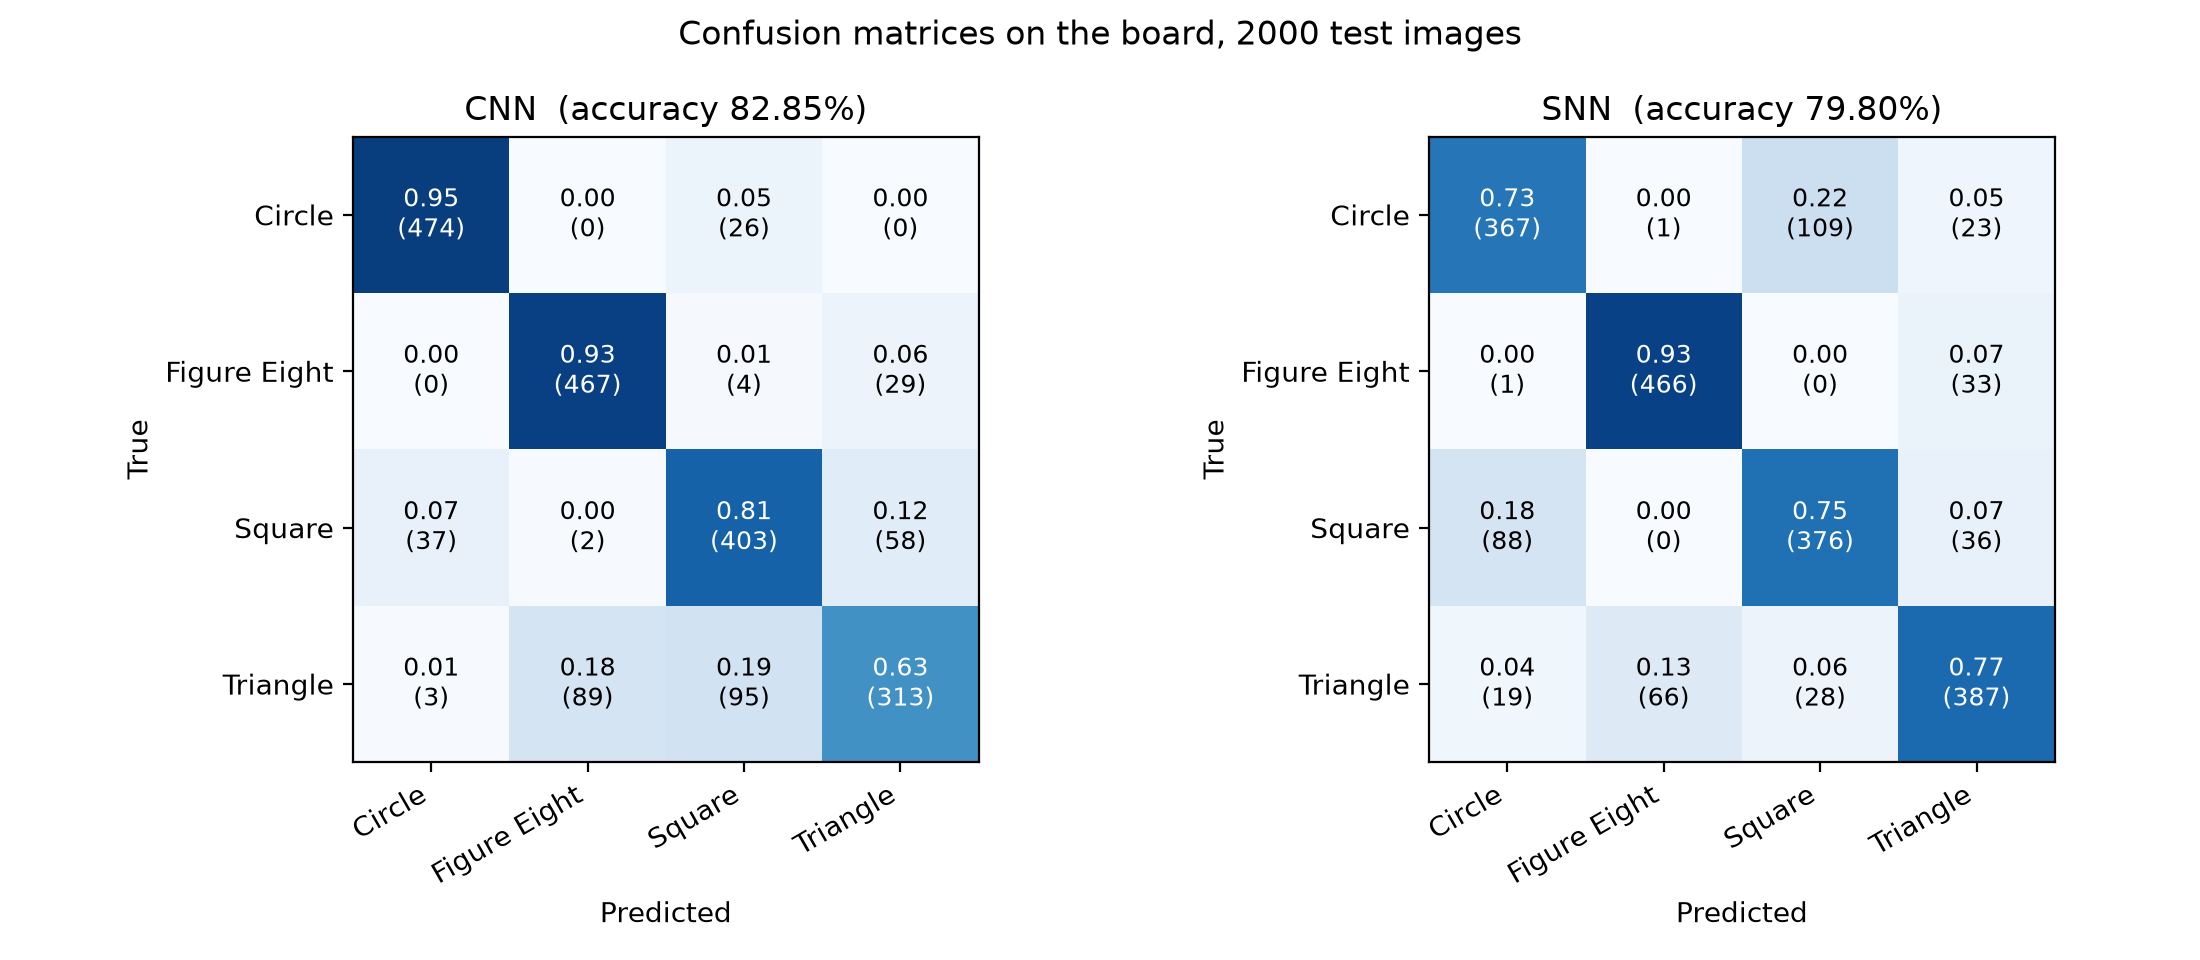 Confusion matrices on the board, 2000 test images
CNN (accuracy 82.85%)
True
Circle
0.95 0.00 0.05 0.00
(474) (0) (26) (0)
Figure Eight
0.00 0.93 0.01 0.06
(0) (467) (4) (29)
Square
0.07 0.00 0.81 0.12
(37) (2) (403) (58)
Triangle
0.01 0.18 0.19 0.63
(3) (89) (95) (313)
Circle
Figure Eight
Square
Triangle
Predicted
SNN (accuracy 79.80%)
True
Circle
0.73 0.00 0.22 0.05
(367) (1) (109) (23)
Figure Eight
0.00 0.93 0.00 0.07
(1) (466) (0) (33)
Square
0.18 0.00 0.75 0.07
(88) (0) (376) (36)
Triangle
0.04 0.13 0.06 0.77
(19) (66) (28) (387)
Circle
Figure Eight
Square
Triangle
Predicted